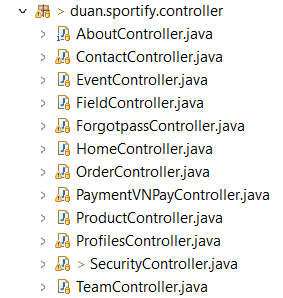 > duan.sportify.controller
AboutController.java
ContactController.java
EventController.java
FieldController.java
ForgotpassController.java
HomeController.java
OrderController.java
PaymentVNPayController.java
ProductController.java
ProfilesController.java
> SecurityController.java
TeamController.java